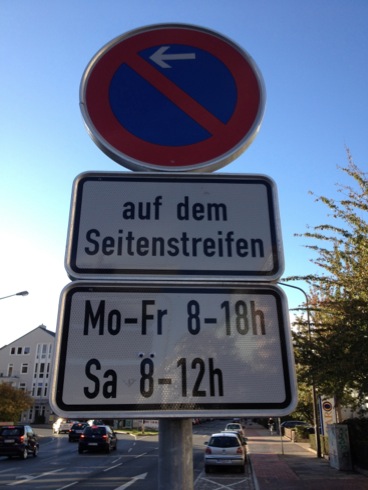 auf dem
Seitenstreifen
Mo-Fr 8-18h
Sa 8-12h